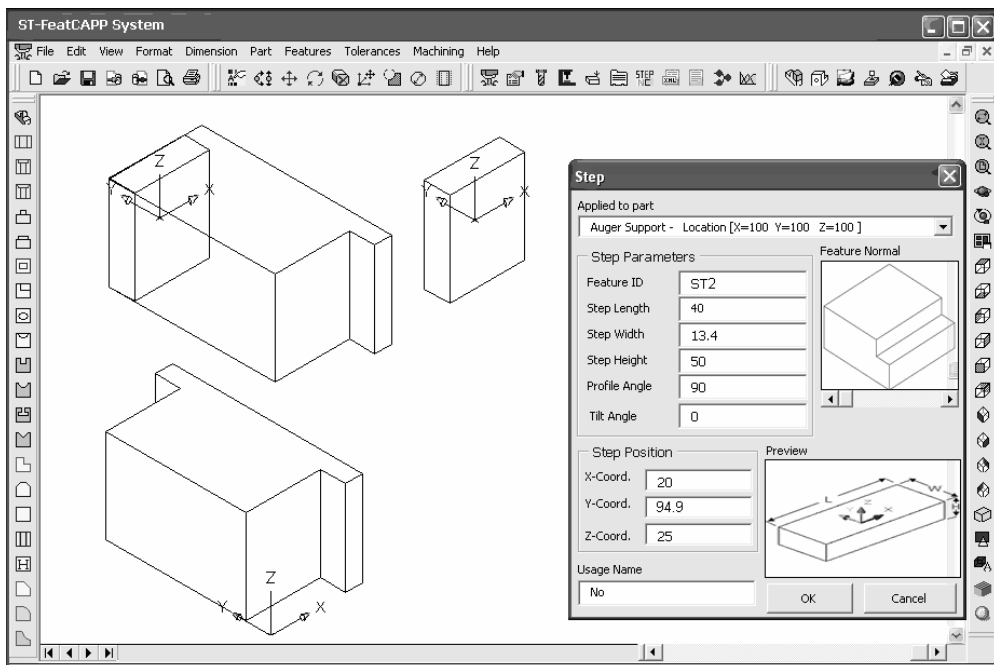 ST-FeatCAPP System
File Edit View Format Dimension Part Features Tolerances Machining Help
STEP
Z
X
Y
Z
X
Y
Z
Y
X
Step
Applied to part
Auger Support - Location [X=100 Y=100 Z=100 ]
Step Parameters
Feature ID ST2
Step Length 40
Step Width 13.4
Step Height 50
Profile Angle 90
Tilt Angle 0
Feature Normal
Step Position
X-Coord. 20
Y-Coord. 94.9
Z-Coord. 25
Preview
L
W
H
Z
Y
X
Usage Name
No
OK
Cancel